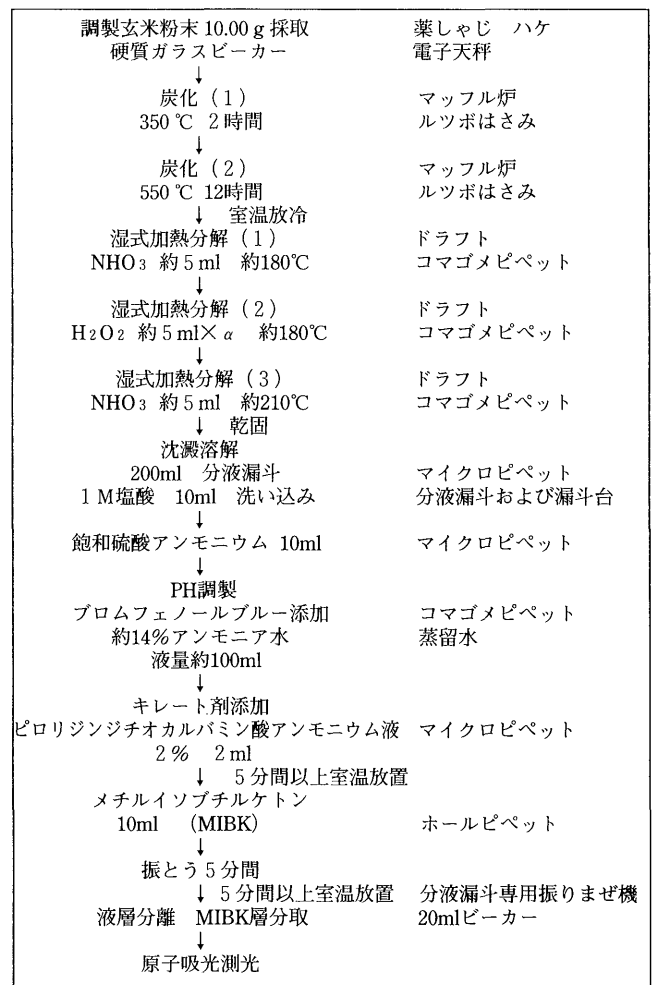 調製玄米粉末 10.00ｇ採取 薬しゃじ ハケ
硬質ガラスビーカー 電子天秤
↓
炭化（１） マッフル炉
350℃ 2時間 ルツボはさみ
↓
炭化（２） マッフル炉
550℃ 12時間 ルツボはさみ
↓ 室温放冷
湿式加熱分解（１） ドラフト
NHO₃ 約5ml 約180℃ コマゴメピペット
↓
湿式加熱分解（２） ドラフト
H₂O₂ 約5ml×α 約180℃ コマゴメピペット
↓
湿式加熱分解（３） ドラフト
NHO₃ 約5ml 約210℃ コマゴメピペット
↓ 乾固
沈澱溶解
200ml 分液漏斗 マイクロピペット
１Ｍ塩酸 10ml 洗い込み 分液漏斗および漏斗台
↓
飽和硫酸アンモニウム 10ml マイクロピペット
↓
PH調製
ブロムフェノールブルー添加 コマゴメピペット
約14%アンモニア水 蒸留水
液量約100ml
↓
キレート剤添加
ピロリジンジチオカルバミン酸アンモニウム液 マイクロピペット
２% 2ml
↓ 5分間以上室温放置
メチルイソブチルケトン
10ml （MIBK） ホールピペット
↓
振とう5分間
↓ 5分間以上室温放置 分液漏斗専用振りまぜ機
液層分離 MIBK層分取 20mlビーカー
↓
原子吸光測光